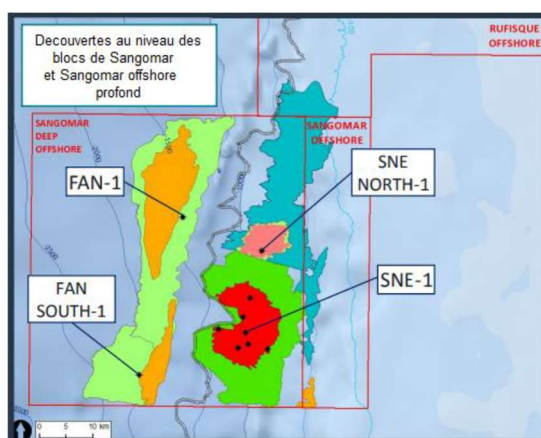 Decouvertes au niveau des
blocs de Sangomar
et Sangomar offshore
profond
RUFISQUE
OFFSHORE
SANGOMAR
DEEP
OFFSHORE
SANGOMAR
OFFSHORE
FAN-1
SNE
NORTH-1
SNE-1
FAN
SOUTH-1
0 5 10 km